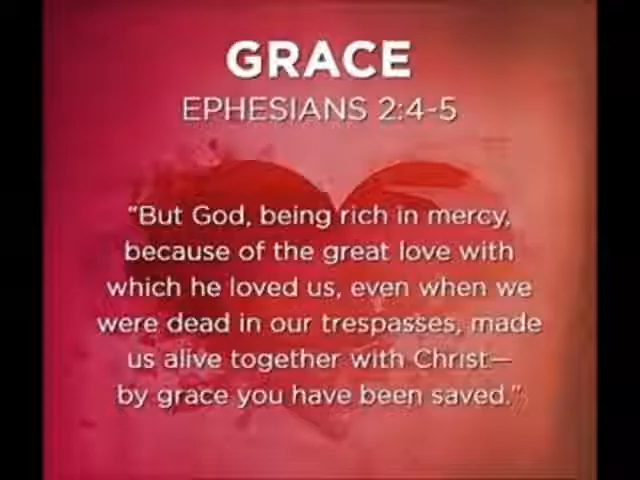 GRACE
EPHESIANS 2:4-5
“But God, being rich in mercy,
because of the great love with
which he loved us, even when we
were dead in our trespasses, made
us alive together with Christ—
by grace you have been saved.”